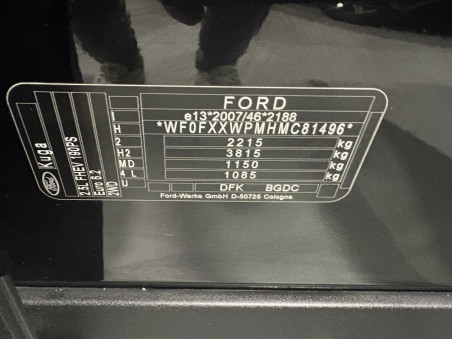 FORD
e13*2007/46*2188
*WF0FXXWPMHMC81496*
2215 kg
3815 kg
1150 kg
1085 kg
DFK BGDC
Ford-Werke GmbH D-50725 Cologne
I
H
2
H2
MD
4 L
U
Ford
Kuga
2.5L FHEV 190PS
Euro 6.2
2WD